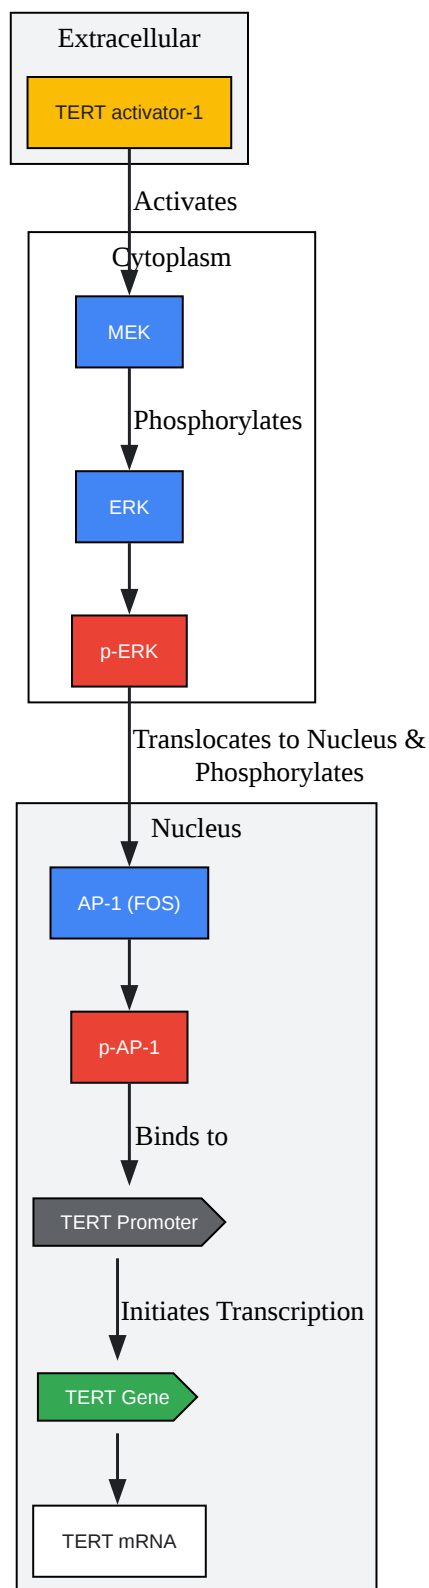 Extracellular
TERT activator-1
Activates
Cytoplasm
MEK
Phosphorylates
ERK
p-ERK
Translocates to Nucleus &
Phosphorylates
Nucleus
AP-1 (FOS)
p-AP-1
Binds to
TERT Promoter
Initiates Transcription
TERT Gene
TERT mRNA